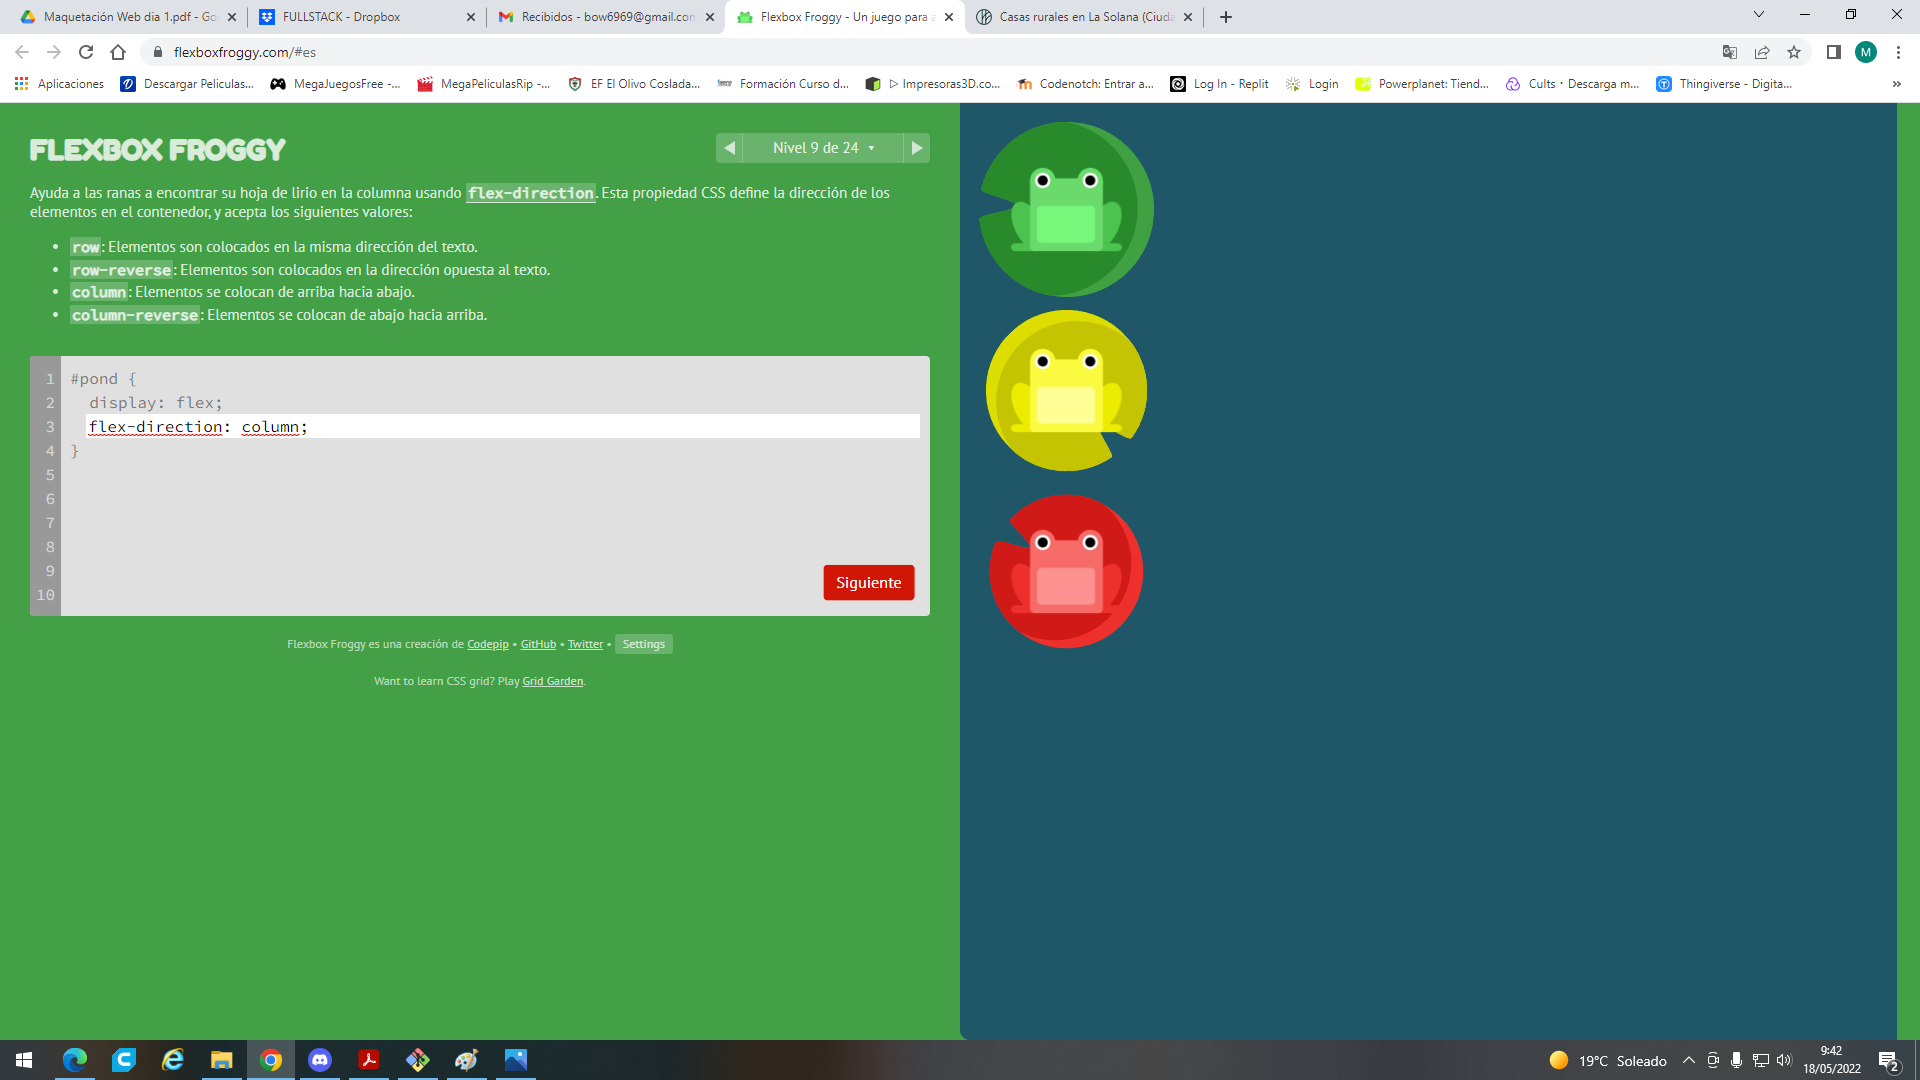 Maquetación Web dia 1.pdf - Go
FULLSTACK - Dropbox
Recibidos - bow6969@gmail.com
Flexbox Froggy - Un juego para a
Casas rurales en La Solana (Ciuda
flexboxfroggy.com/#es
M
Aplicaciones
Descargar Peliculas...
MegaJuegosFree -...
MegaPeliculasRip -...
EF El Olivo Coslada...
Formación Curso d...
▷ Impresoras3D.co...
Codenotch: Entrar a...
Log In - Replit
Login
Powerplanet: Tiend...
Cults・Descarga m...
Thingiverse - Digita...
»
FLEXBOX FROGGY
Nivel 9 de 24
Ayuda a las ranas a encontrar su hoja de lirio en la columna usando flex-direction. Esta propiedad CSS define la dirección de los
elementos en el contenedor, y acepta los siguientes valores:
• row: Elementos son colocados en la misma dirección del texto.
• row-reverse: Elementos son colocados en la dirección opuesta al texto.
• column: Elementos se colocan de arriba hacia abajo.
• column-reverse: Elementos se colocan de abajo hacia arriba.
1 #pond {
2 display: flex;
3 flex-direction: column;
4 }
5
6
7
8
9
10
Siguiente
Flexbox Froggy es una creación de Codepip • GitHub • Twitter • Settings
Want to learn CSS grid? Play Grid Garden.
19°C Soleado
9:42
18/05/2022
2